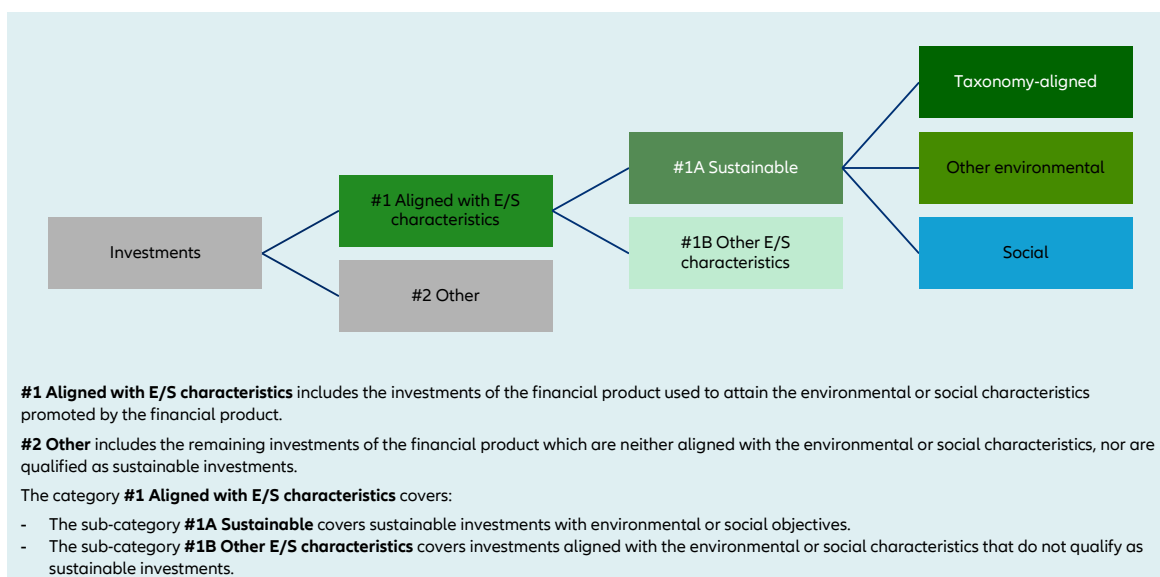 Taxonomy-aligned
#1A Sustainable
Other environmental
#1 Aligned with E/S
characteristics
#1B Other E/S
characteristics
Investments
Social
#2 Other
#1 Aligned with E/S characteristics includes the investments of the financial product used to attain the environmental or social characteristics
promoted by the financial product.
#2 Other includes the remaining investments of the financial product which are neither aligned with the environmental or social characteristics, nor are
qualified as sustainable investments.
The category #1 Aligned with E/S characteristics covers:
- The sub-category #1A Sustainable covers sustainable investments with environmental or social objectives.
- The sub-category #1B Other E/S characteristics covers investments aligned with the environmental or social characteristics that do not qualify as
sustainable investments.